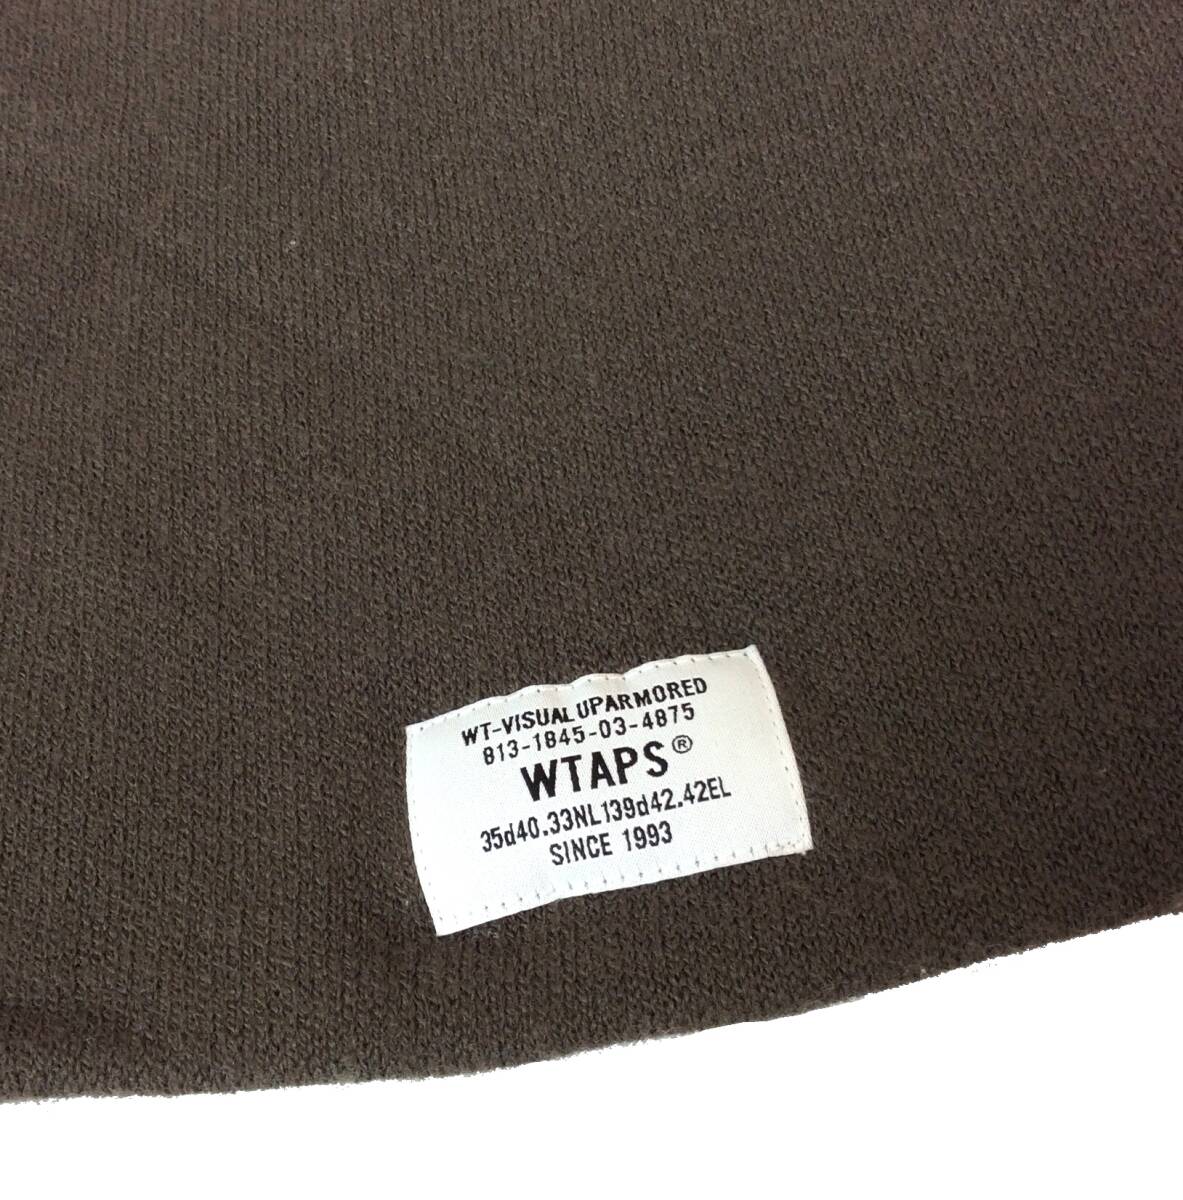 WT-VISUAL UPARMORED
813-1845-03-4875
WTAPS®
35d40.33NL139d42.42EL
SINCE 1993